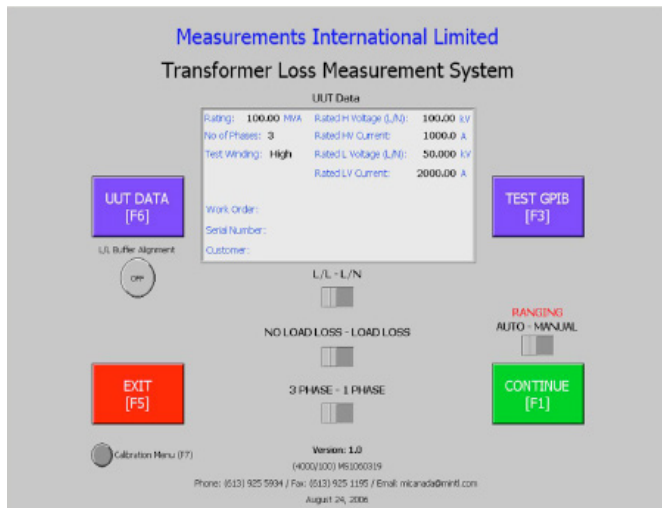 Measurements International Limited
Transformer Loss Measurement System
UUT Data
Rating: 100.00 MVA Rated H Voltage (L/N): 100.00 kV
No of Phases: 3 Rated HV Current: 1000.0 A
Test Winding: High Rated L Voltage (L/N): 50.000 kV
Rated LV Current: 2000.00 A
Work Order:
Serial Number:
Customer:
UUT DATA
[F6]
TEST GPIB
[F3]
L/L Buffer Alignment
OFF
L/L - L/N
NO LOAD LOSS - LOAD LOSS
3 PHASE - 1 PHASE
RANGING
AUTO - MANUAL
EXIT
[F5]
CONTINUE
[F1]
Calibration Menu (F7)
Version: 1.0
(4000/100) MS1060319
Phone: (613) 925 5934 / Fax: (613) 925 1195 / Email: micanada@mintl.com
August 24, 2006